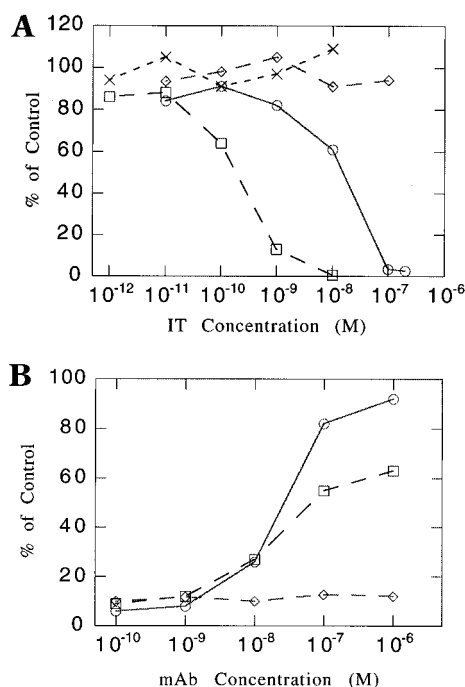 A
120
100
80
60
40
20
0
% of Control
10-12 10-11 10-10 10-9 10-8 10-7 10-6
IT Concentration (M)
B
100
80
60
40
20
0
% of Control
10-10 10-9 10-8 10-7 10-6
mAb Concentration (M)